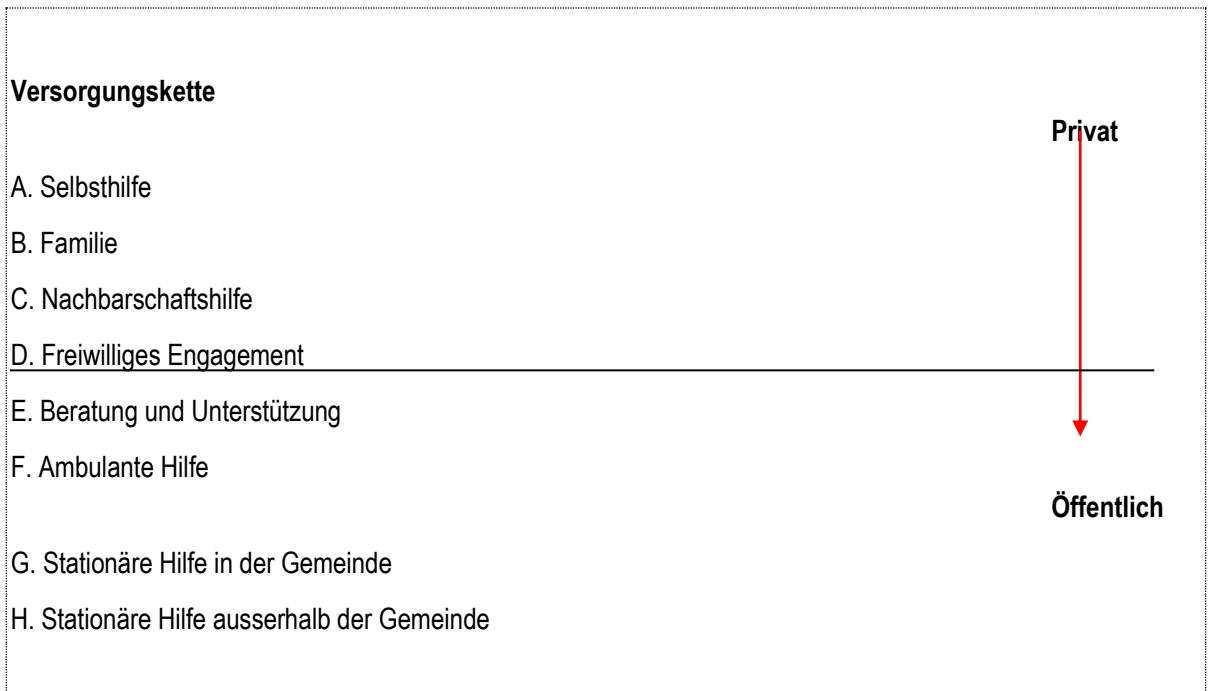 Versorgungskette
Privat
A. Selbsthilfe
B. Familie
C. Nachbarschaftshilfe
D. Freiwilliges Engagement
E. Beratung und Unterstützung
F. Ambulante Hilfe
Öffentlich
G. Stationäre Hilfe in der Gemeinde
H. Stationäre Hilfe ausserhalb der Gemeinde